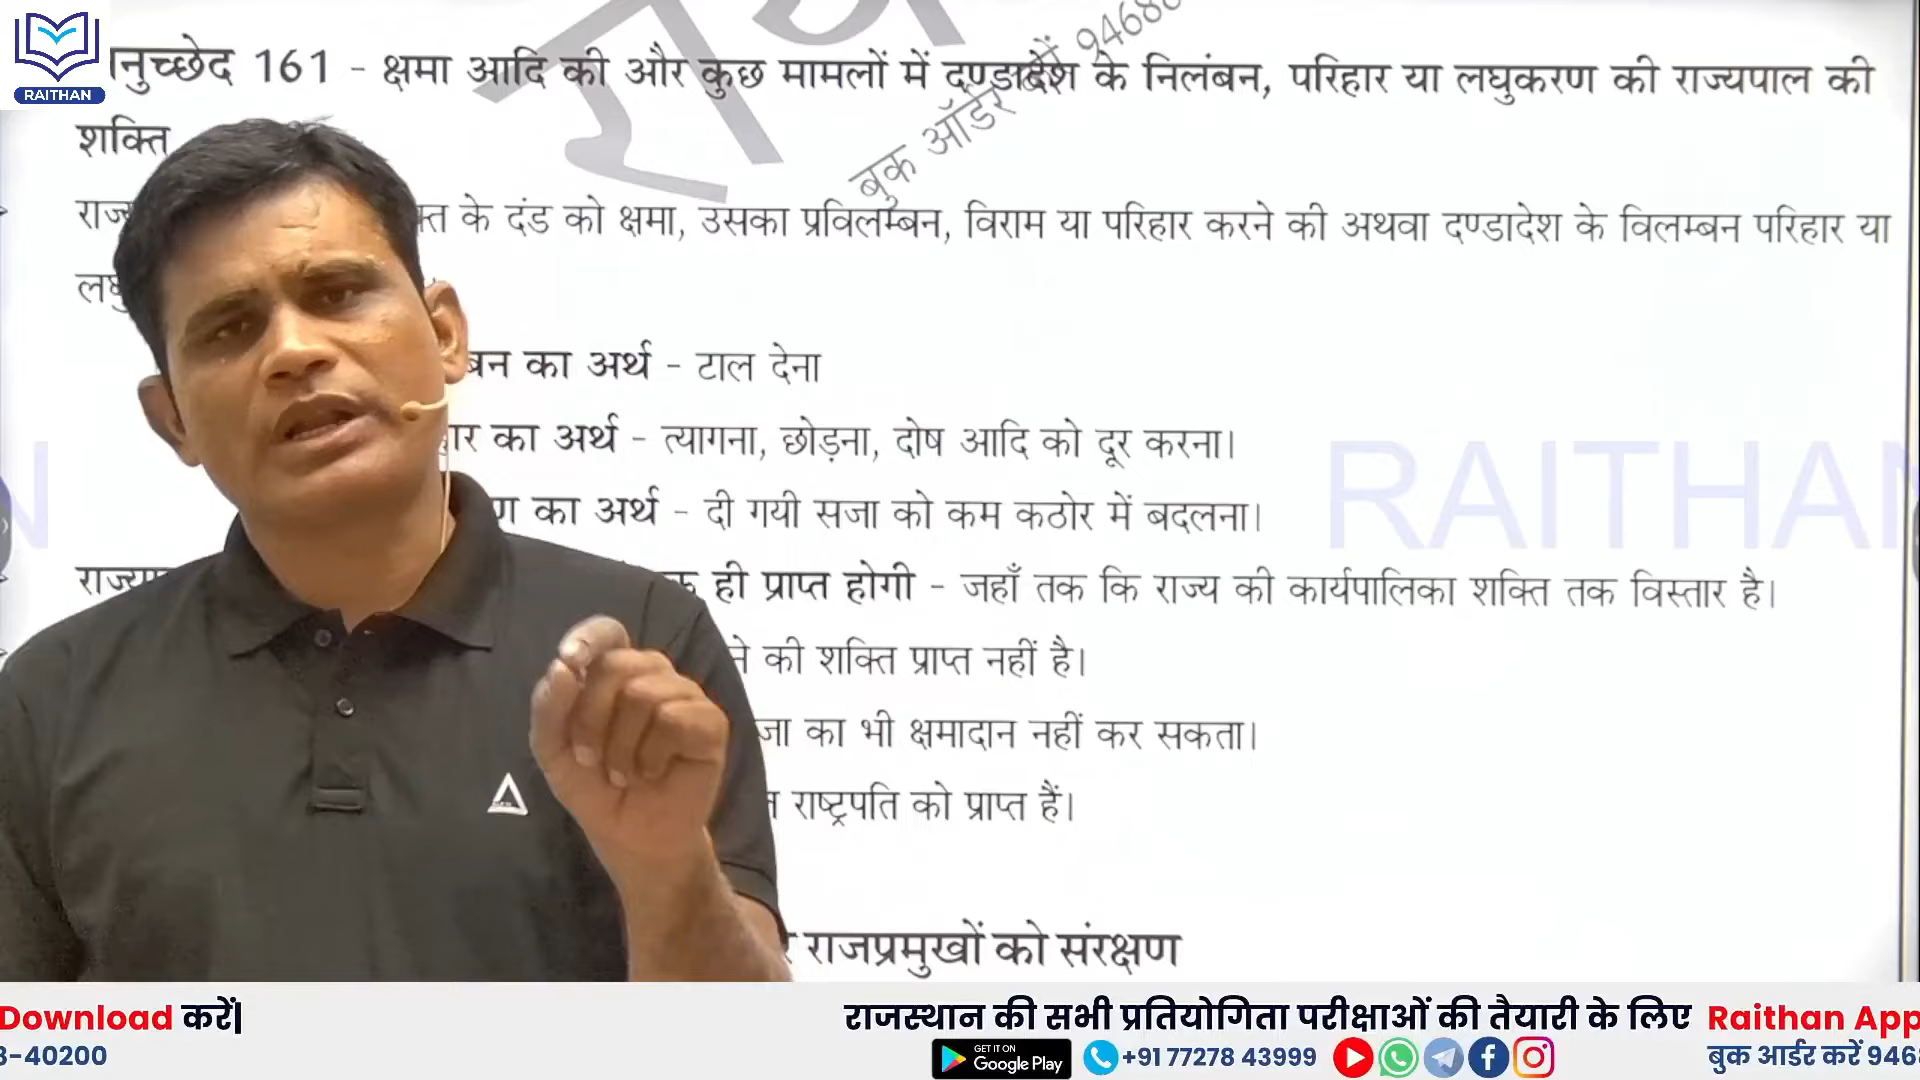 RAITHAN
अनुच्छेद 161 - क्षमा आदि की और कुछ मामलों में दण्डादेश के निलंबन, परिहार या लघुकरण की राज्यपाल की
शक्ति
बुक ऑर्डर करें 9468
के दंड को क्षमा, उसका प्रविलम्बन, विराम या परिहार करने की अथवा दण्डादेश के विलम्बन परिहार या
का अर्थ - टाल देना
का अर्थ - त्यागना, छोड़ना, दोष आदि को दूर करना।
का अर्थ - दी गयी सजा को कम कठोर में बदलना।
RAITHAN
ही प्राप्त होगी - जहाँ तक कि राज्य की कार्यपालिका शक्ति तक विस्तार है।
की शक्ति प्राप्त नहीं है।
का भी क्षमादान नहीं कर सकता।
राष्ट्रपति को प्राप्त हैं।
राजप्रमुखों को संरक्षण
Download करें|
राजस्थान की सभी प्रतियोगिता परीक्षाओं की तैयारी के लिए Raithan App
3-40200
GET IT ON
Google Play
+91 77278 43999
बुक आर्डर करें 946